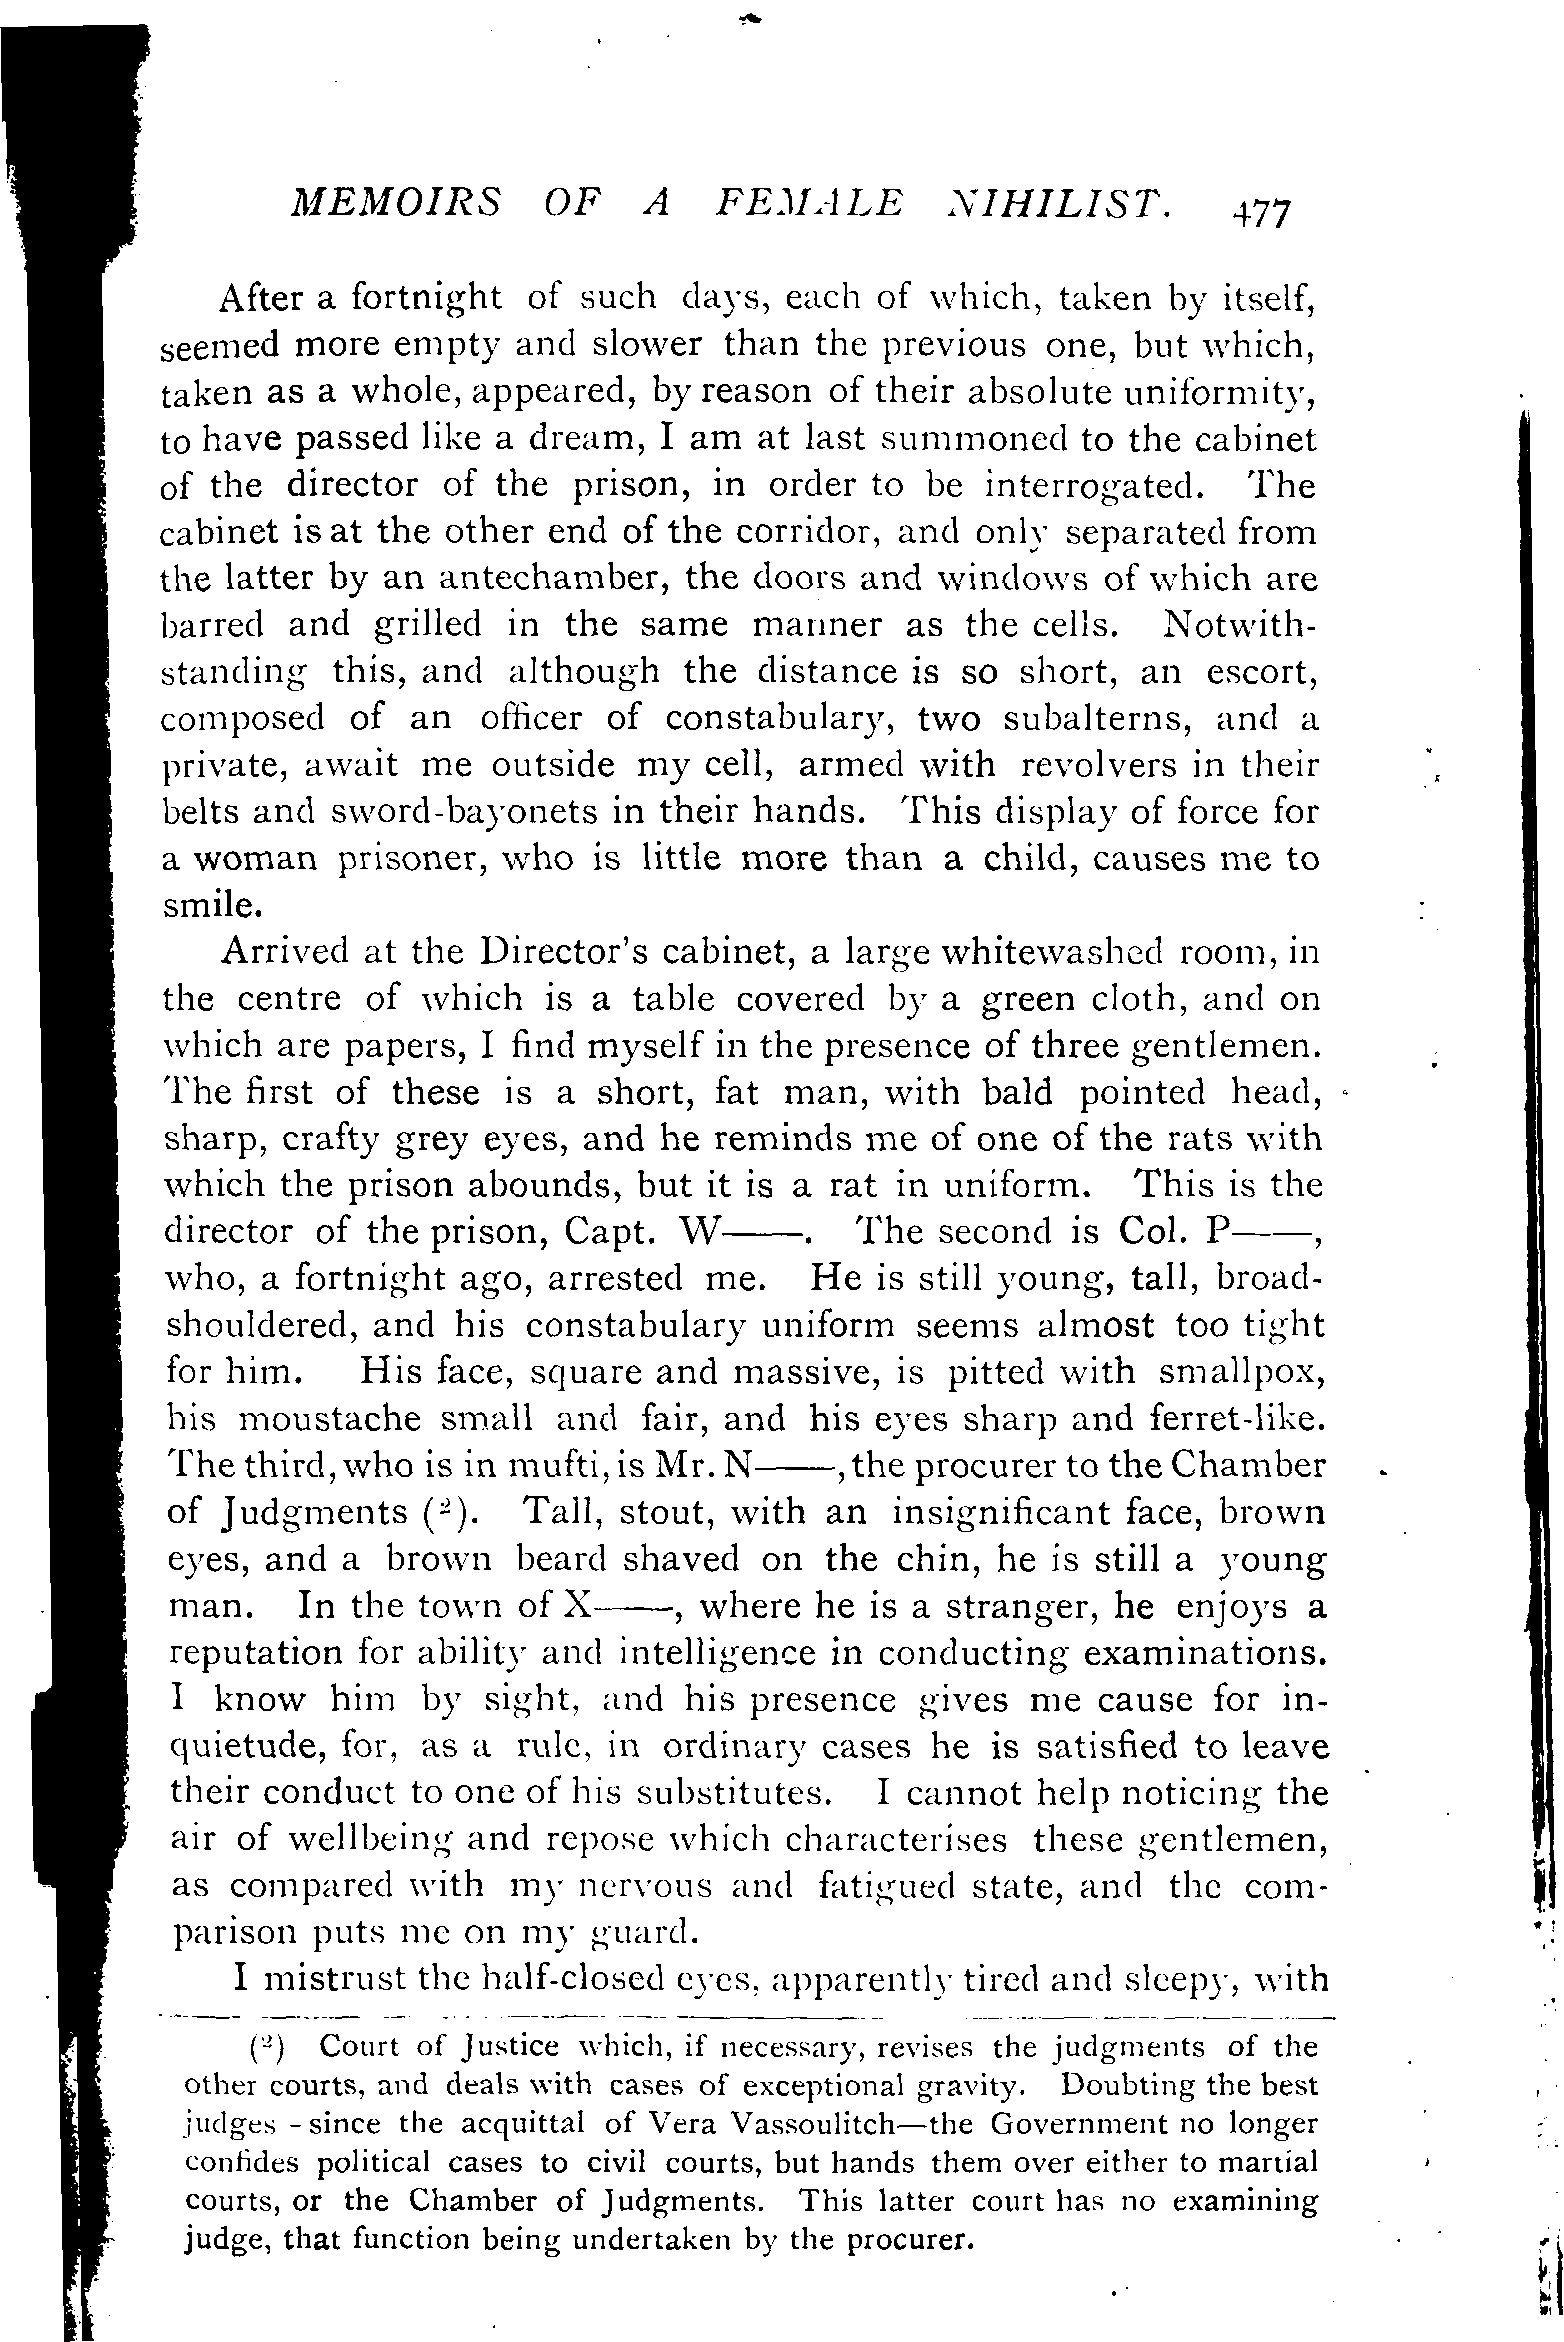 MEMOIRS OF A FEMALE NIHILIST. 477
After a fortnight of such days, each of which, taken by itself,
seemed more empty and slower than the previous one, but which,
taken as a whole, appeared, by reason of their absolute uniformity,
to have passed like a dream, I am at last summoned to the cabinet
of the director of the prison, in order to be interrogated. The
cabinet is at the other end of the corridor, and only separated from
the latter by an antechamber, the doors and windows of which are
barred and grilled in the same manner as the cells. Notwith-
standing this, and although the distance is so short, an escort,
composed of an officer of constabulary, two subalterns, and a
private, await me outside my cell, armed with revolvers in their
belts and sword-bayonets in their hands. This display of force for
a woman prisoner, who is little more than a child, causes me to
smile.
Arrived at the Director's cabinet, a large whitewashed room, in
the centre of which is a table covered by a green cloth, and on
which are papers, I find myself in the presence of three gentlemen.
The first of these is a short, fat man, with bald pointed head,
sharp, crafty grey eyes, and he reminds me of one of the rats with
which the prison abounds, but it is a rat in uniform. This is the
director of the prison, Capt. W——. The second is Col. P——,
who, a fortnight ago, arrested me. He is still young, tall, broad-
shouldered, and his constabulary uniform seems almost too tight
for him. His face, square and massive, is pitted with smallpox,
his moustache small and fair, and his eyes sharp and ferret-like.
The third, who is in mufti, is Mr. N——, the procurer to the Chamber
of Judgments (²). Tall, stout, with an insignificant face, brown
eyes, and a brown beard shaved on the chin, he is still a young
man. In the town of X——, where he is a stranger, he enjoys a
reputation for ability and intelligence in conducting examinations.
I know him by sight, and his presence gives me cause for in-
quietude, for, as a rule, in ordinary cases he is satisfied to leave
their conduct to one of his substitutes. I cannot help noticing the
air of wellbeing and repose which characterises these gentlemen,
as compared with my nervous and fatigued state, and the com-
parison puts me on my guard.
I mistrust the half-closed eyes, apparently tired and sleepy, with
(²) Court of Justice which, if necessary, revises the judgments of the
other courts, and deals with cases of exceptional gravity. Doubting the best
judges - since the acquittal of Vera Vassoulitch—the Government no longer
confides political cases to civil courts, but hands them over either to martial
courts, or the Chamber of Judgments. This latter court has no examining
judge, that function being undertaken by the procurer.